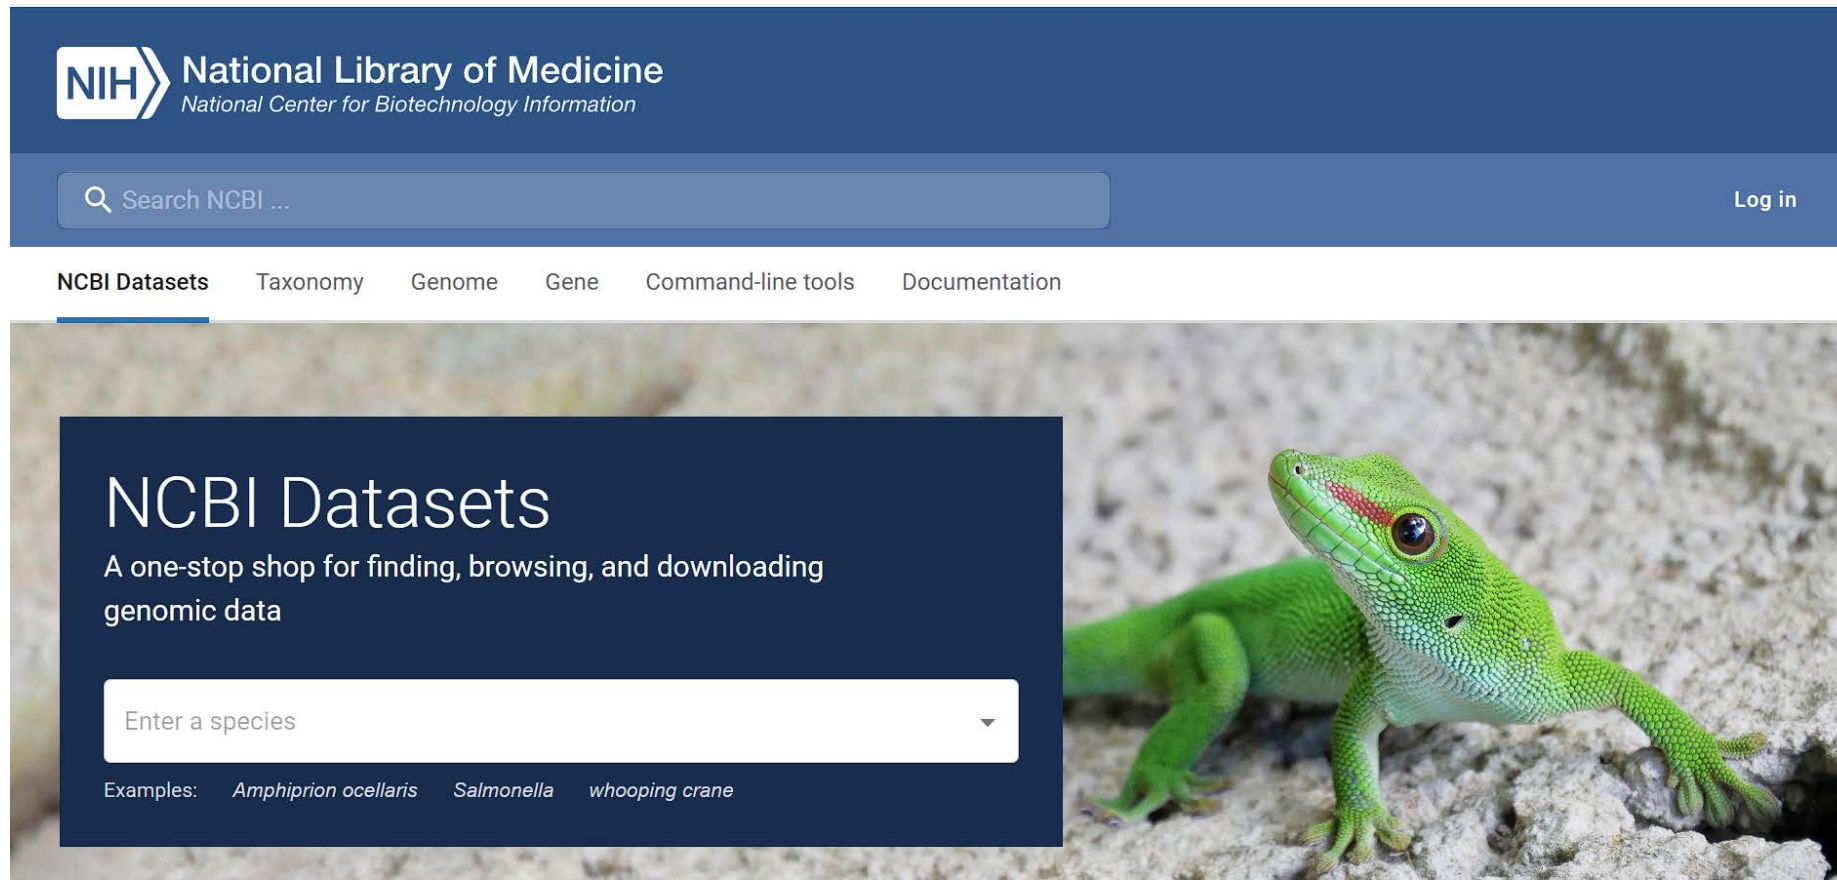 NIH National Library of Medicine
National Center for Biotechnology Information
Search NCBI ...
Log in
NCBI Datasets Taxonomy Genome Gene Command-line tools Documentation
NCBI Datasets
A one-stop shop for finding, browsing, and downloading
genomic data
Enter a species
Examples: Amphiprion ocellaris Salmonella whooping crane